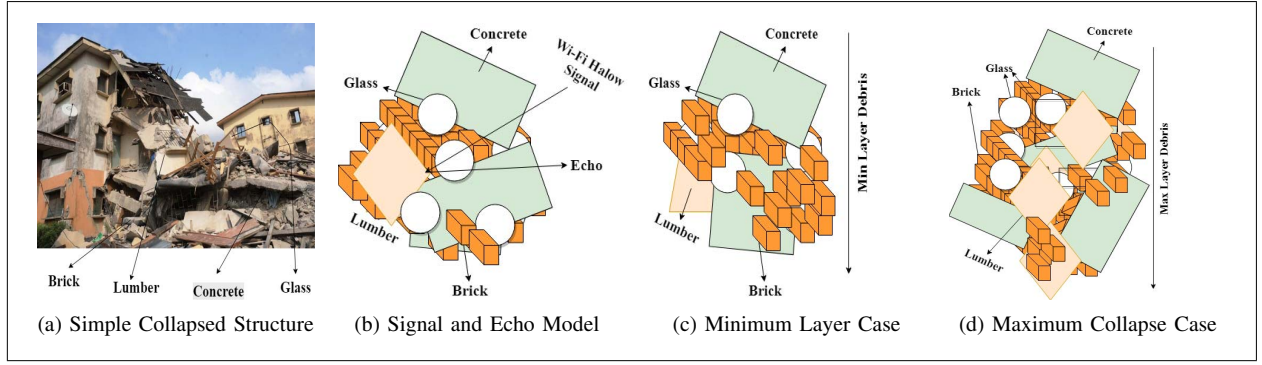 Brick
Lumber
Concrete
Glass
(a) Simple Collapsed Structure
Concrete
Wi-Fi Halow
Signal
Glass
Echo
Lumber
Brick
(b) Signal and Echo Model
Concrete
Glass
Min Layer Debris
Lumber
Brick
(c) Minimum Layer Case
Concrete
Glass
Brick
Max Layer Debris
Lumber
(d) Maximum Collapse Case